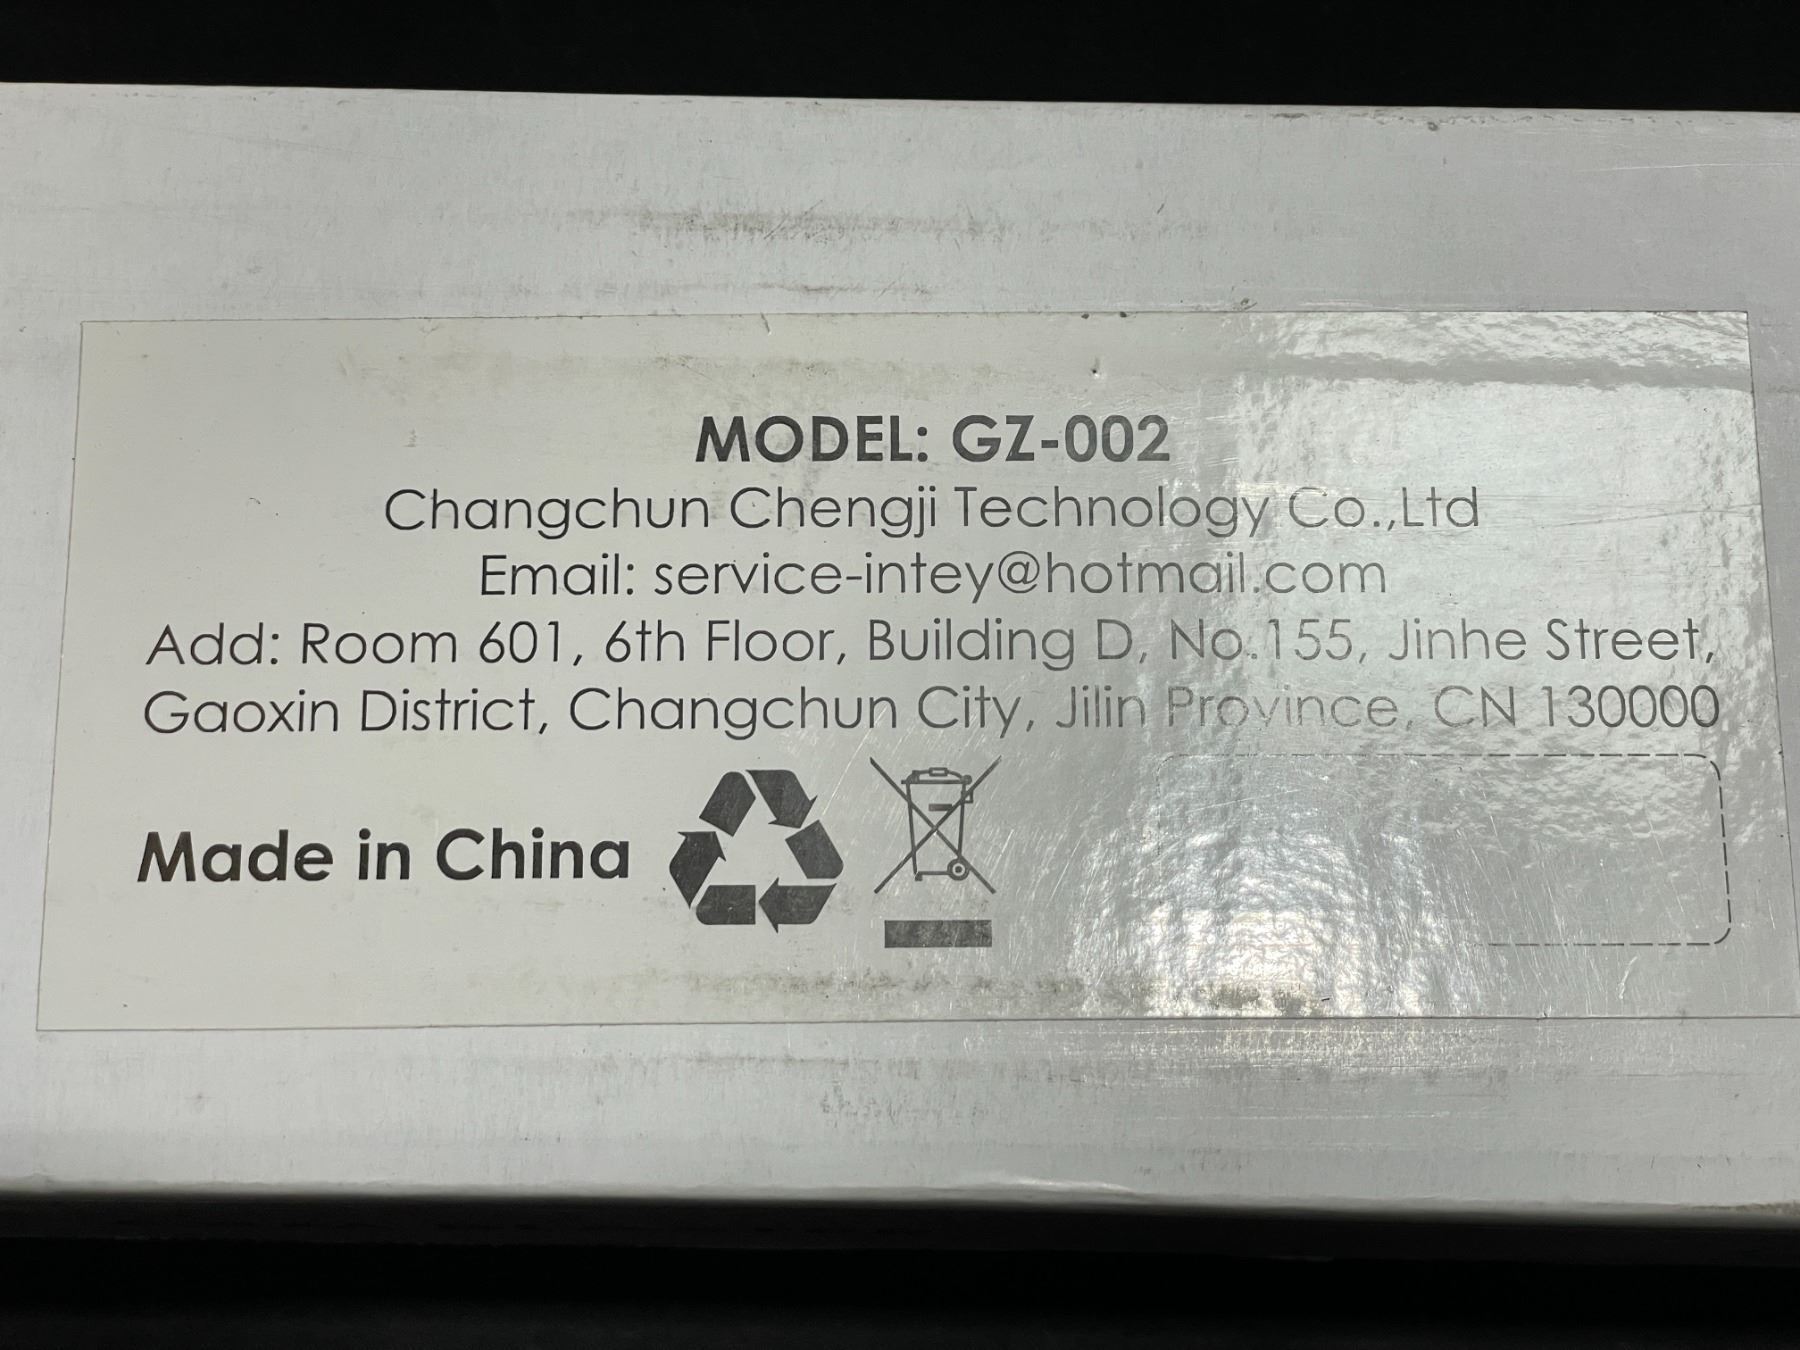 MODEL: GZ-002
Changchun Chengji Technology Co.,Ltd
Email: service-intey@hotmail.com
Add: Room 601, 6th Floor, Building D, No.155, Jinhe Street,
Gaoxin District, Changchun City, Jilin Province, CN 130000
Made in China